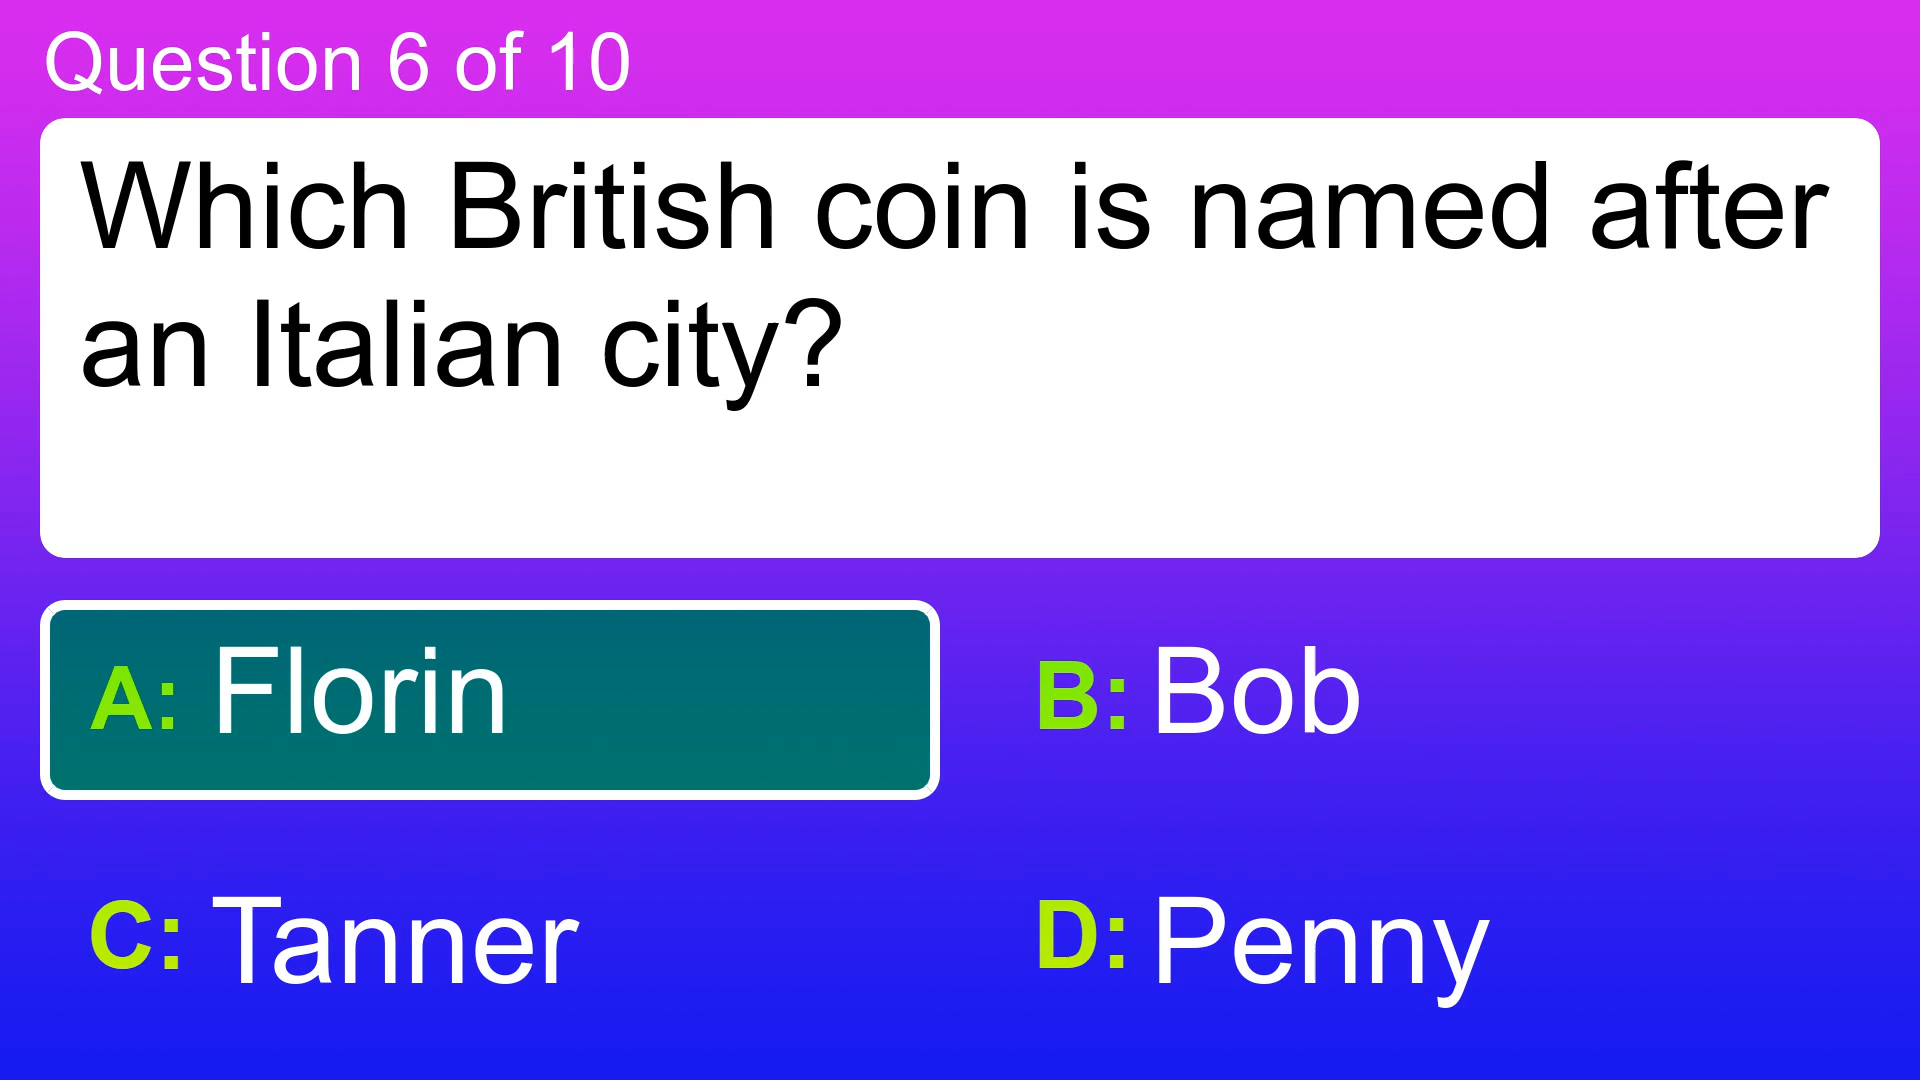 Question 6 of 10
Which British coin is named after
an Italian city?
A: Florin
B: Bob
C: Tanner
D: Penny